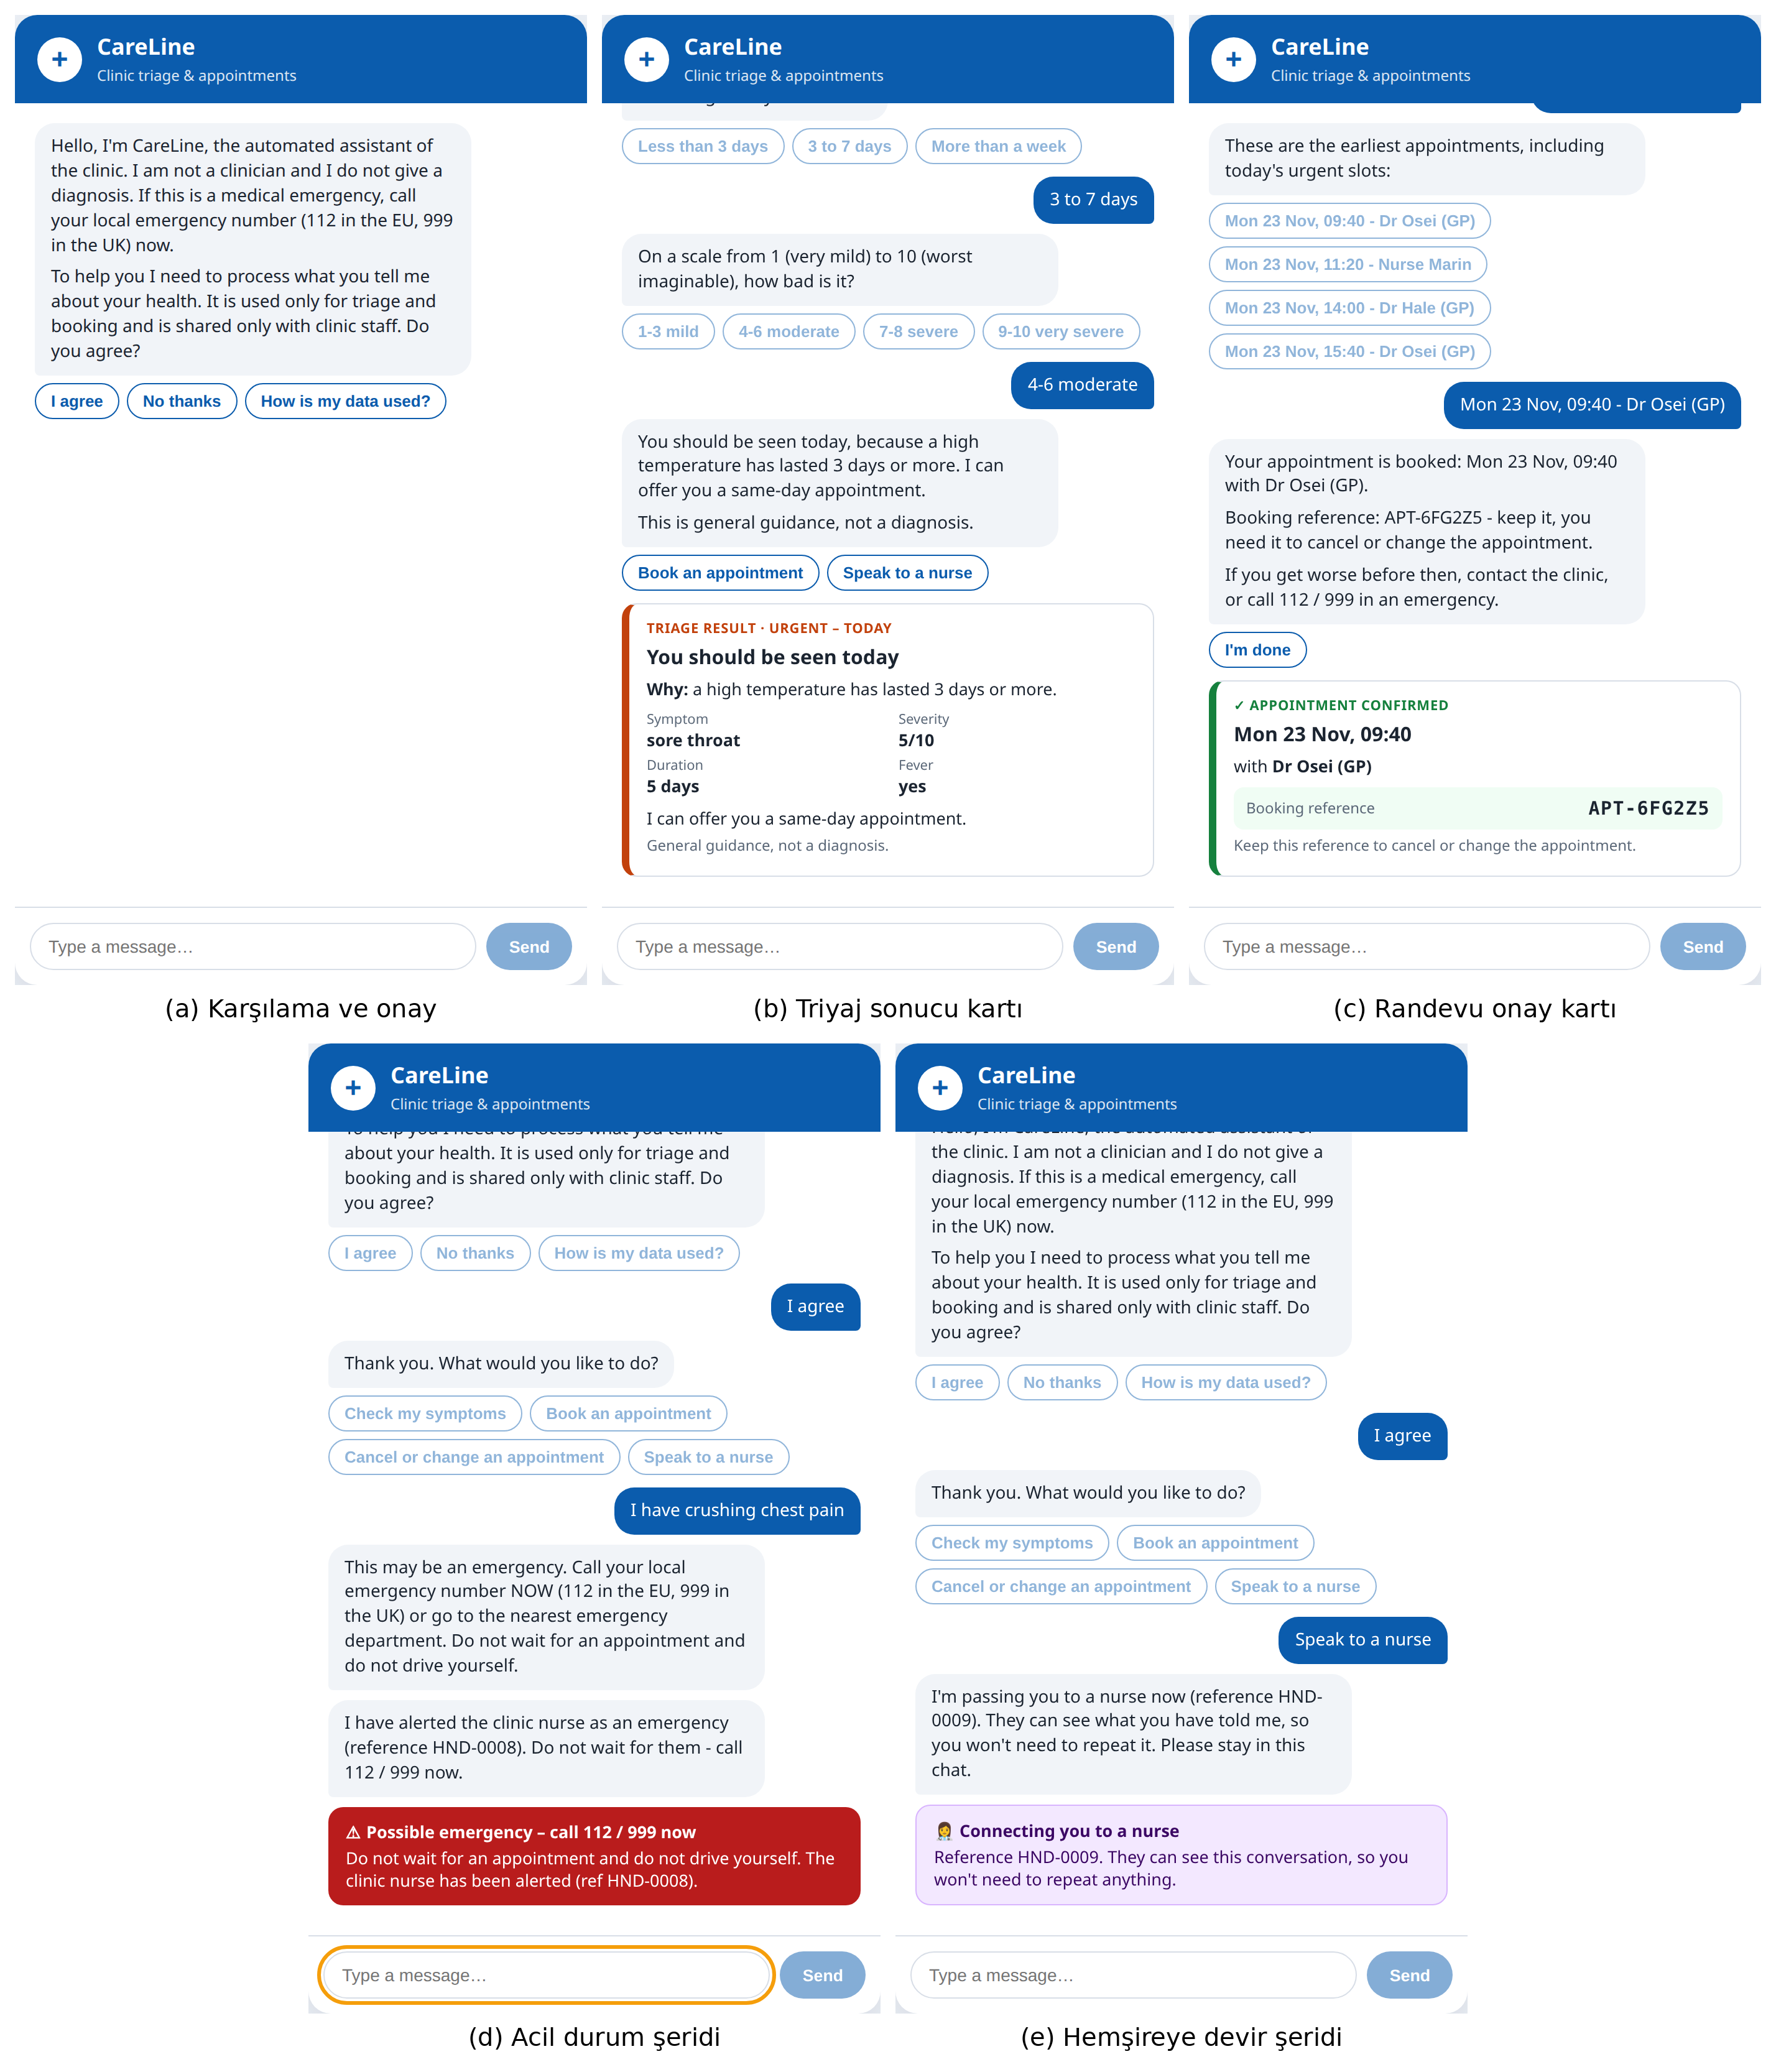 CareLine
Clinic triage & appointments
Hello, I'm CareLine, the automated assistant of
the clinic. I am not a clinician and I do not give a
diagnosis. If this is a medical emergency, call
your local emergency number (112 in the EU, 999
in the UK) now.
To help you I need to process what you tell me
about your health. It is used only for triage and
booking and is shared only with clinic staff. Do
you agree?
I agree
No thanks
How is my data used?
Type a message…
Send
(a) Karşılama ve onay
CareLine
Clinic triage & appointments
Less than 3 days
3 to 7 days
More than a week
3 to 7 days
On a scale from 1 (very mild) to 10 (worst
imaginable), how bad is it?
1-3 mild
4-6 moderate
7-8 severe
9-10 very severe
4-6 moderate
You should be seen today, because a high
temperature has lasted 3 days or more. I can
offer you a same-day appointment.
This is general guidance, not a diagnosis.
Book an appointment
Speak to a nurse
TRIAGE RESULT · URGENT – TODAY
You should be seen today
Why: a high temperature has lasted 3 days or more.
Symptom
sore throat
Severity
5/10
Duration
5 days
Fever
yes
I can offer you a same-day appointment.
General guidance, not a diagnosis.
Type a message…
Send
(b) Triyaj sonucu kartı
CareLine
Clinic triage & appointments
These are the earliest appointments, including
today's urgent slots:
Mon 23 Nov, 09:40 - Dr Osei (GP)
Mon 23 Nov, 11:20 - Nurse Marin
Mon 23 Nov, 14:00 - Dr Hale (GP)
Mon 23 Nov, 15:40 - Dr Osei (GP)
Mon 23 Nov, 09:40 - Dr Osei (GP)
Your appointment is booked: Mon 23 Nov, 09:40
with Dr Osei (GP).
Booking reference: APT-6FG2Z5 - keep it, you
need it to cancel or change the appointment.
If you get worse before then, contact the clinic,
or call 112 / 999 in an emergency.
I'm done
✓ APPOINTMENT CONFIRMED
Mon 23 Nov, 09:40
with Dr Osei (GP)
Booking reference APT-6FG2Z5
Keep this reference to cancel or change the appointment.
Type a message…
Send
(c) Randevu onay kartı
CareLine
Clinic triage & appointments
To help you I need to process what you tell me
about your health. It is used only for triage and
booking and is shared only with clinic staff. Do
you agree?
I agree
No thanks
How is my data used?
I agree
Thank you. What would you like to do?
Check my symptoms
Book an appointment
Cancel or change an appointment
Speak to a nurse
I have crushing chest pain
This may be an emergency. Call your local
emergency number NOW (112 in the EU, 999 in
the UK) or go to the nearest emergency
department. Do not wait for an appointment and
do not drive yourself.
I have alerted the clinic nurse as an emergency
(reference HND-0008). Do not wait for them - call
112 / 999 now.
⚠ Possible emergency – call 112 / 999 now
Do not wait for an appointment and do not drive yourself. The
clinic nurse has been alerted (ref HND-0008).
Type a message…
Send
(d) Acil durum şeridi
CareLine
Clinic triage & appointments
Hello, I'm CareLine, the automated assistant of
the clinic. I am not a clinician and I do not give a
diagnosis. If this is a medical emergency, call
your local emergency number (112 in the EU, 999
in the UK) now.
To help you I need to process what you tell me
about your health. It is used only for triage and
booking and is shared only with clinic staff. Do
you agree?
I agree
No thanks
How is my data used?
I agree
Thank you. What would you like to do?
Check my symptoms
Book an appointment
Cancel or change an appointment
Speak to a nurse
Speak to a nurse
I'm passing you to a nurse now (reference HND-
0009). They can see what you have told me, so
you won't need to repeat it. Please stay in this
chat.
👩‍⚕️ Connecting you to a nurse
Reference HND-0009. They can see this conversation, so you
won't need to repeat anything.
Type a message…
Send
(e) Hemşireye devir şeridi